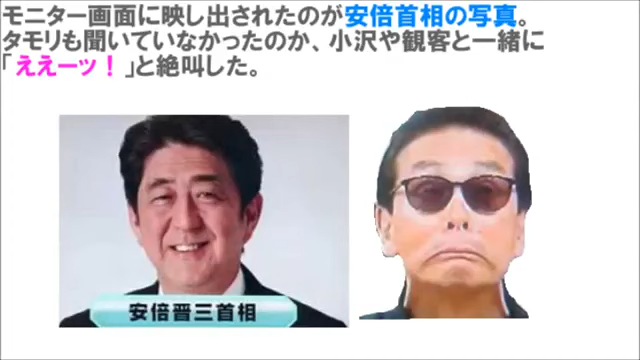 モニター画面に映し出されたのが安倍首相の写真。
タモリも聞いていなかったのか、小沢や観客と一緒に
「ええーッ！」と絶叫した。
安倍晋三首相